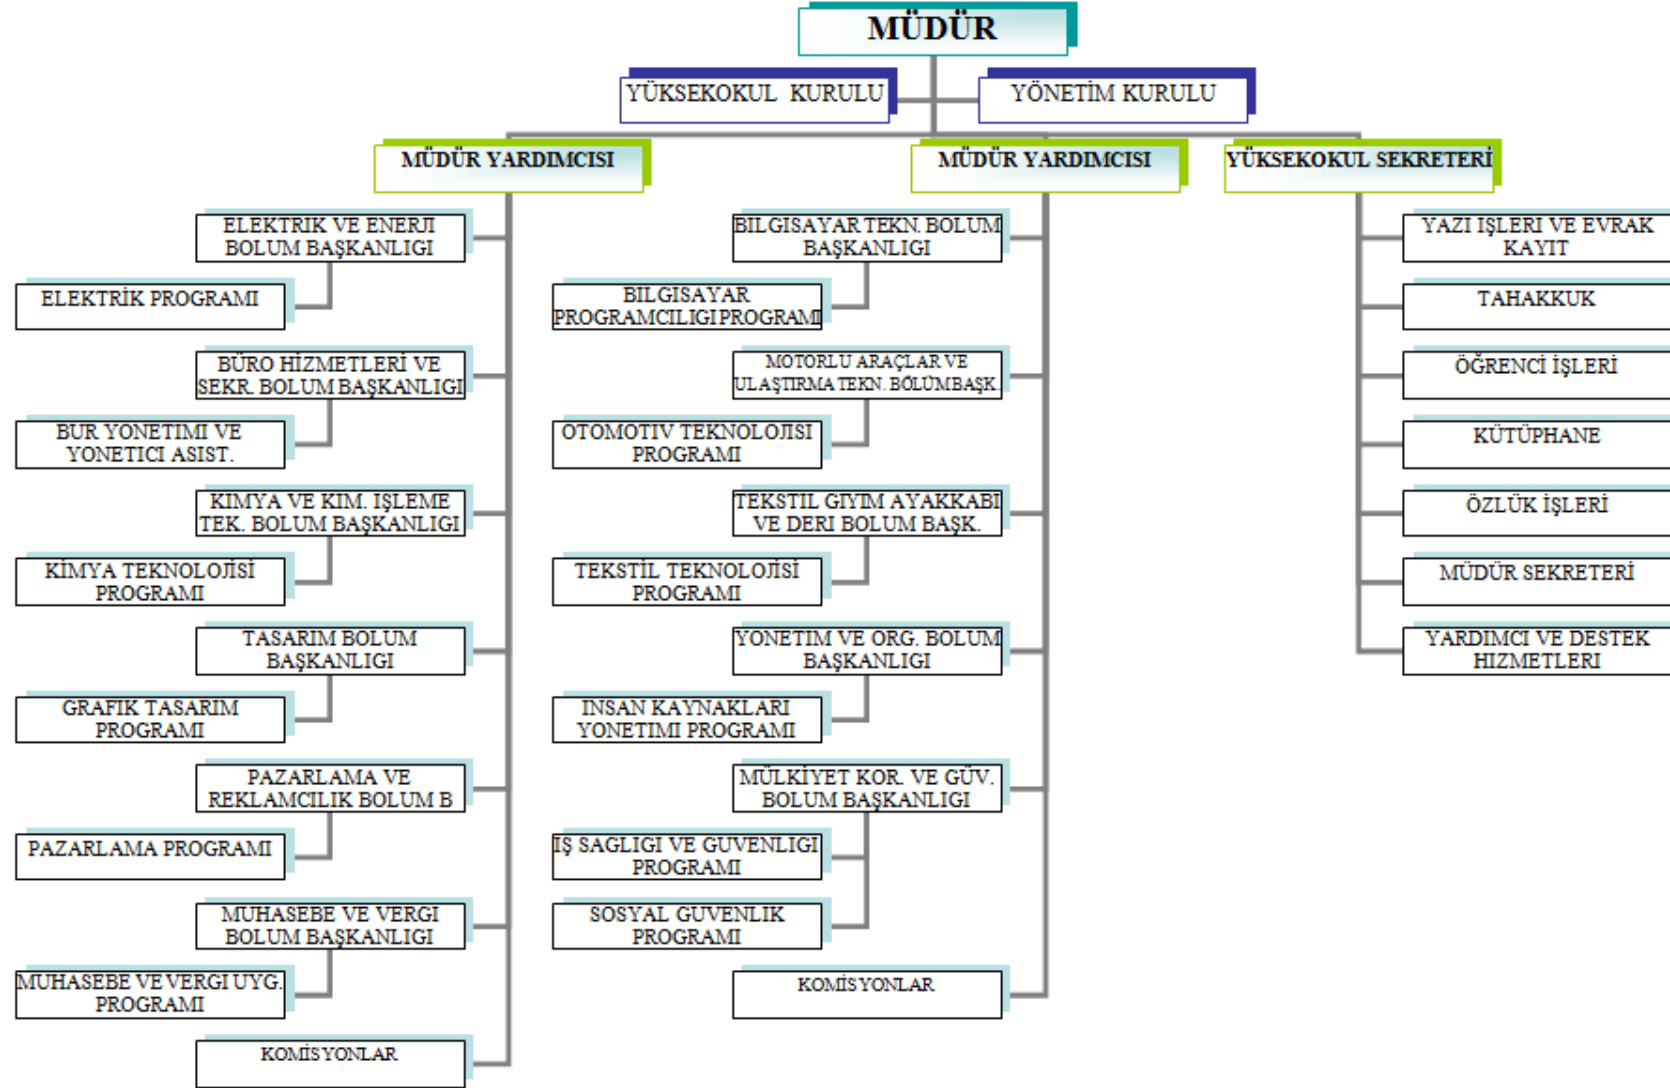 MÜDÜR
YÜKSEKOKUL KURULU
YÖNETİM KURULU
MÜDÜR YARDIMCISI
ELEKTRIK VE ENERJI
BOLUM BAŞKANLIGI
ELEKTRİK PROGRAMI
BÜRO HİZMETLERİ VE
SEKR. BOLUM BAŞKANLIGI
BUR YONETIMI VE
YONETICI ASIST.
KIMYA VE KIM. IŞLEME
TEK. BOLUM BAŞKANLIGI
KİMYA TEKNOLOJİSİ
PROGRAMI
TASARIM BOLUM
BAŞKANLIGI
GRAFIK TASARIM
PROGRAMI
PAZARLAMA VE
REKLAMCILIK BOLUM B
PAZARLAMA PROGRAMI
MUHASEBE VE VERGI
BOLUM BAŞKANLIGI
MUHASEBE VE VERGI UYG.
PROGRAMI
KOMİSYONLAR
MÜDÜR YARDIMCISI
BILGISAYAR TEKN. BOLUM
BAŞKANLIGI
BILGISAYAR
PROGRAMCILIGI PROGRAMI
MOTORLU ARAÇLAR VE
ULAŞTIRMA TEKN. BÖLÜM BAŞK.
OTOMOTIV TEKNOLOJISI
PROGRAMI
TEKSTIL GIYIM AYAKKABI
VE DERI BOLUM BAŞK.
TEKSTİL TEKNOLOJİSİ
PROGRAMI
YONETIM VE ORG. BOLUM
BAŞKANLIGI
INSAN KAYNAKLARI
YONETIMI PROGRAMI
MÜLKİYET KOR. VE GÜV.
BOLUM BAŞKANLIGI
IŞ SAGLIGI VE GUVENLIGI
PROGRAMI
SOSYAL GUVENLIK
PROGRAMI
KOMİSYONLAR
YÜKSEKOKUL SEKRETERİ
YAZI IŞLERI VE EVRAK
KAYIT
TAHAKKUK
ÖĞRENCİ İŞLERİ
KÜTÜPHANE
ÖZLÜK İŞLERİ
MÜDÜR SEKRETERİ
YARDIMCI VE DESTEK
HIZMETLERI